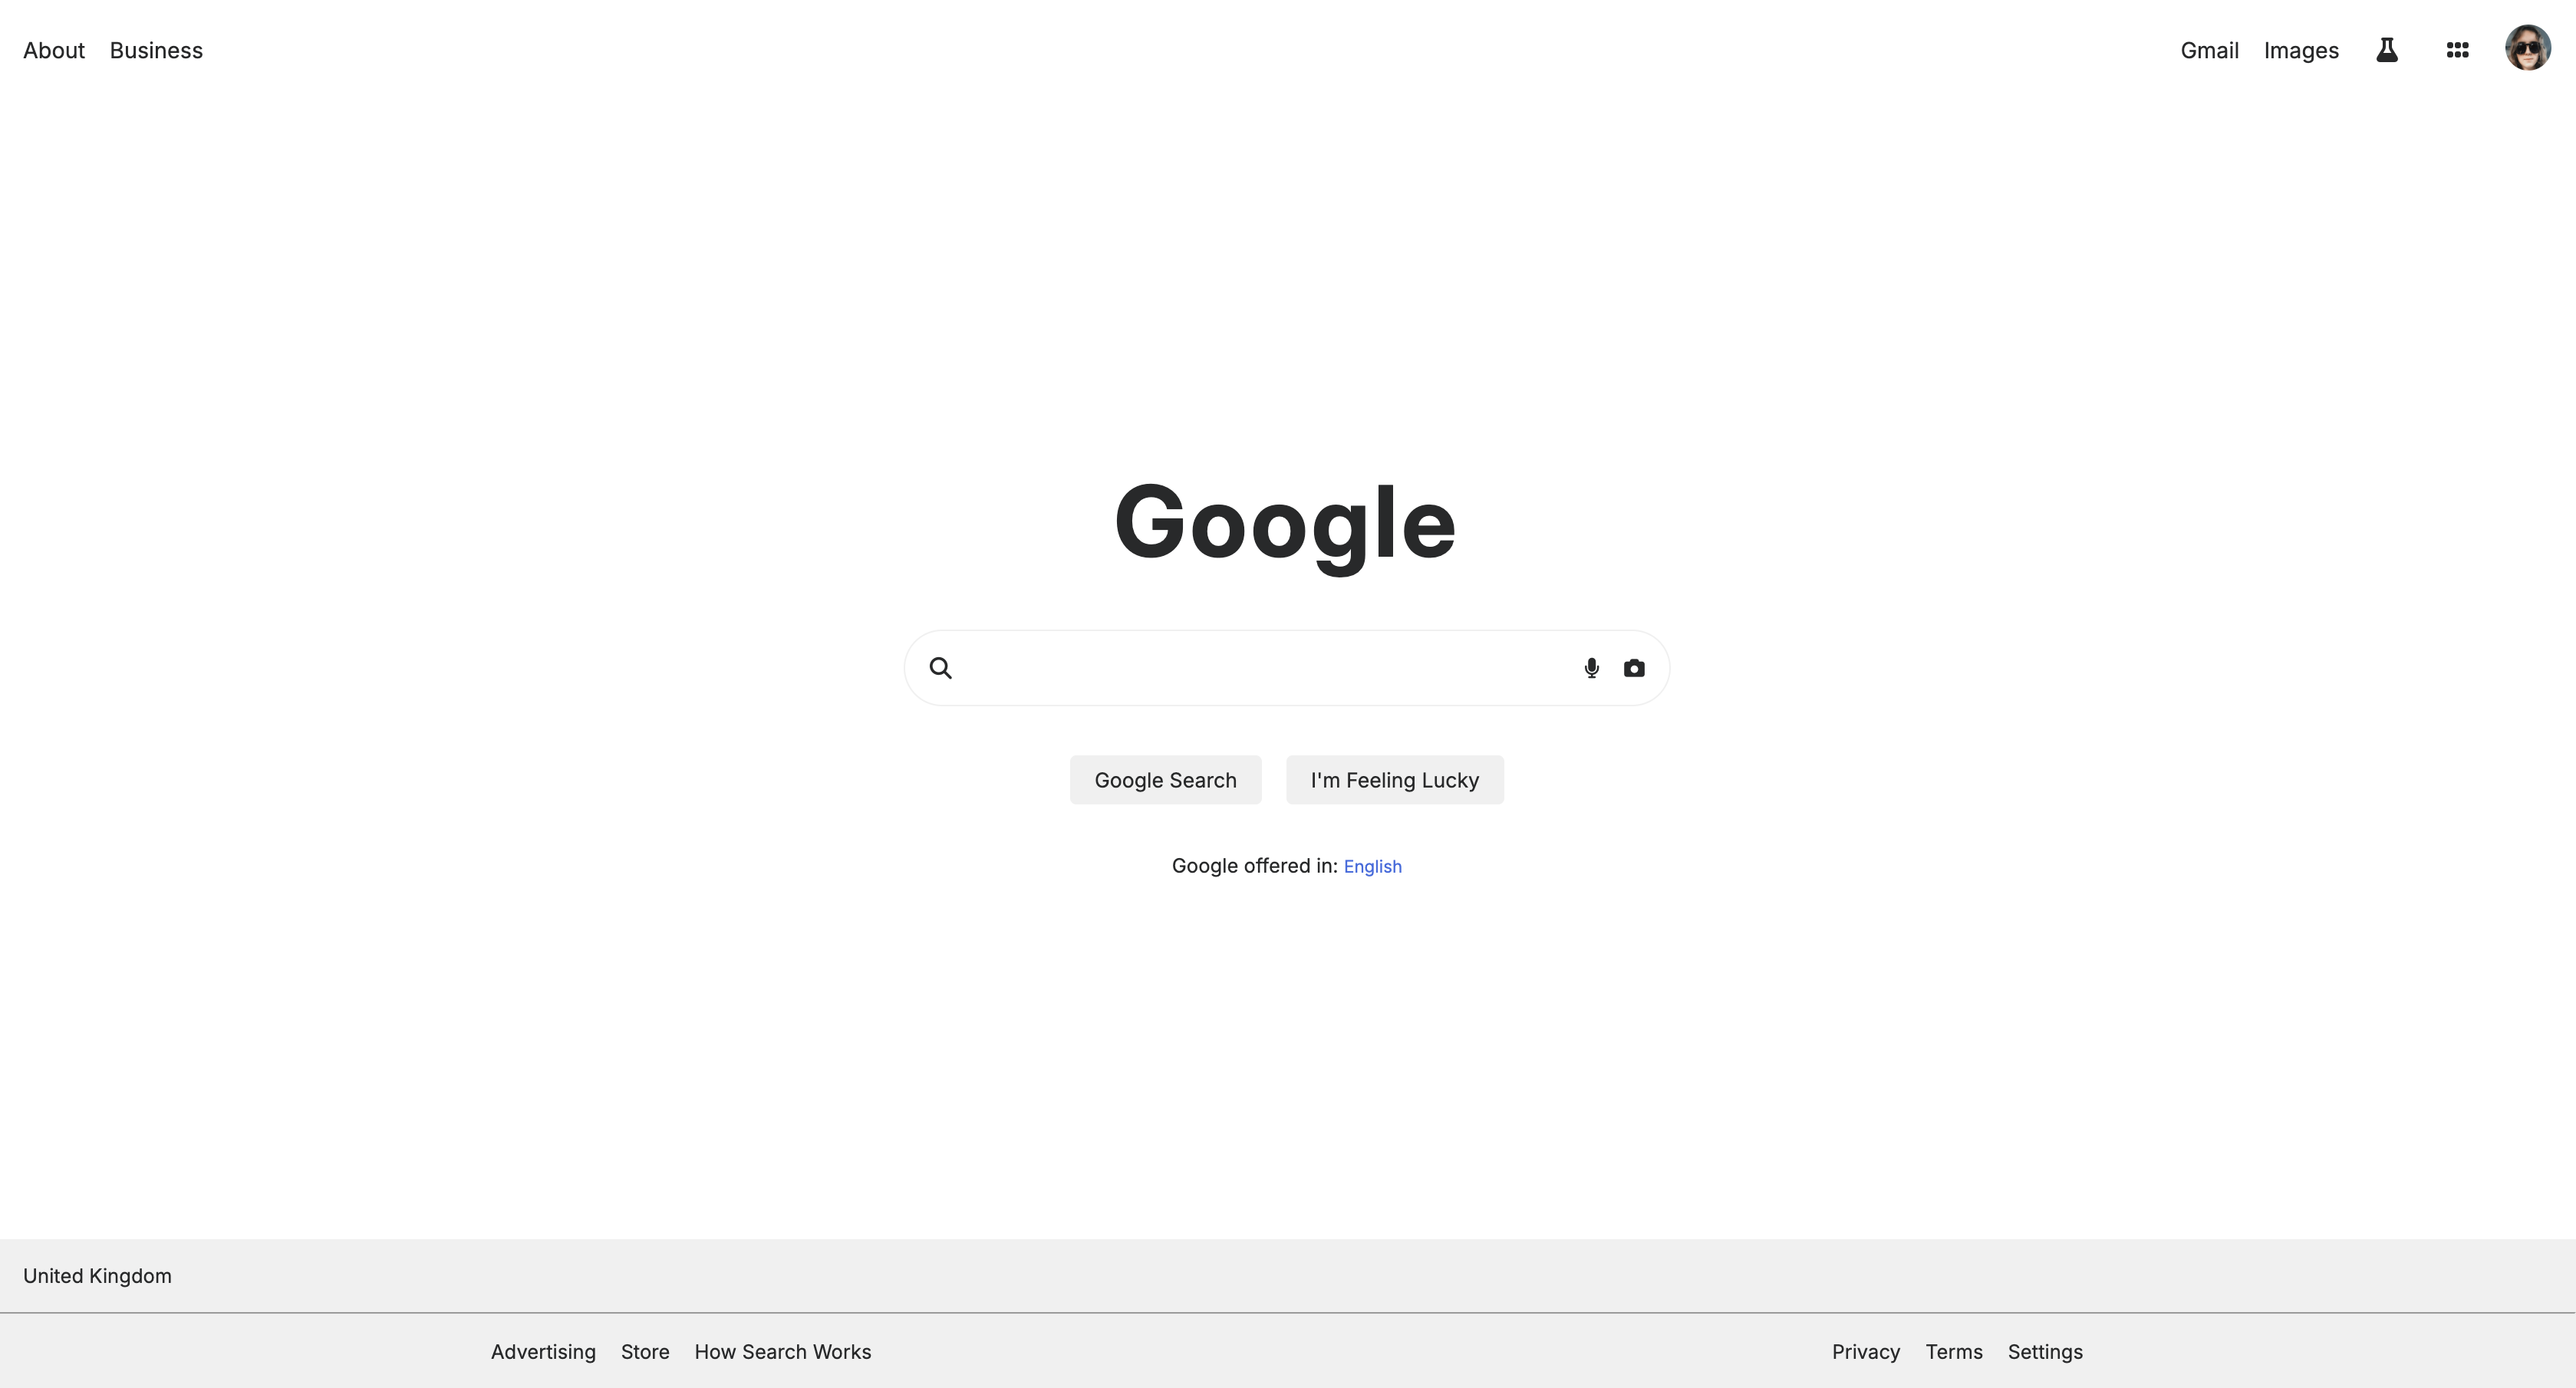 About Business Gmail Images
Google
Google Search I'm Feeling Lucky
Google offered in: English
United Kingdom
Advertising Store How Search Works Privacy Terms Settings